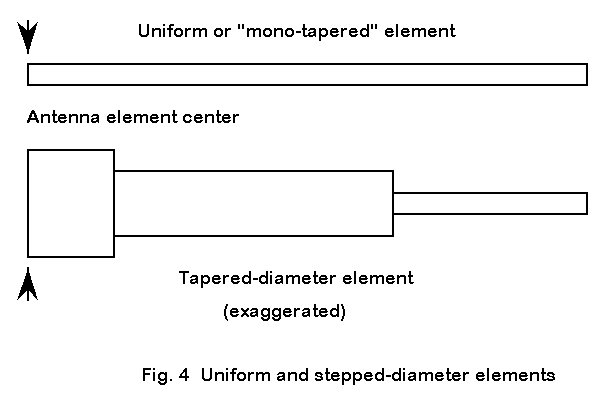 Uniform or "mono-tapered" element
Antenna element center
Tapered-diameter element
(exaggerated)
Fig. 4 Uniform and stepped-diameter elements